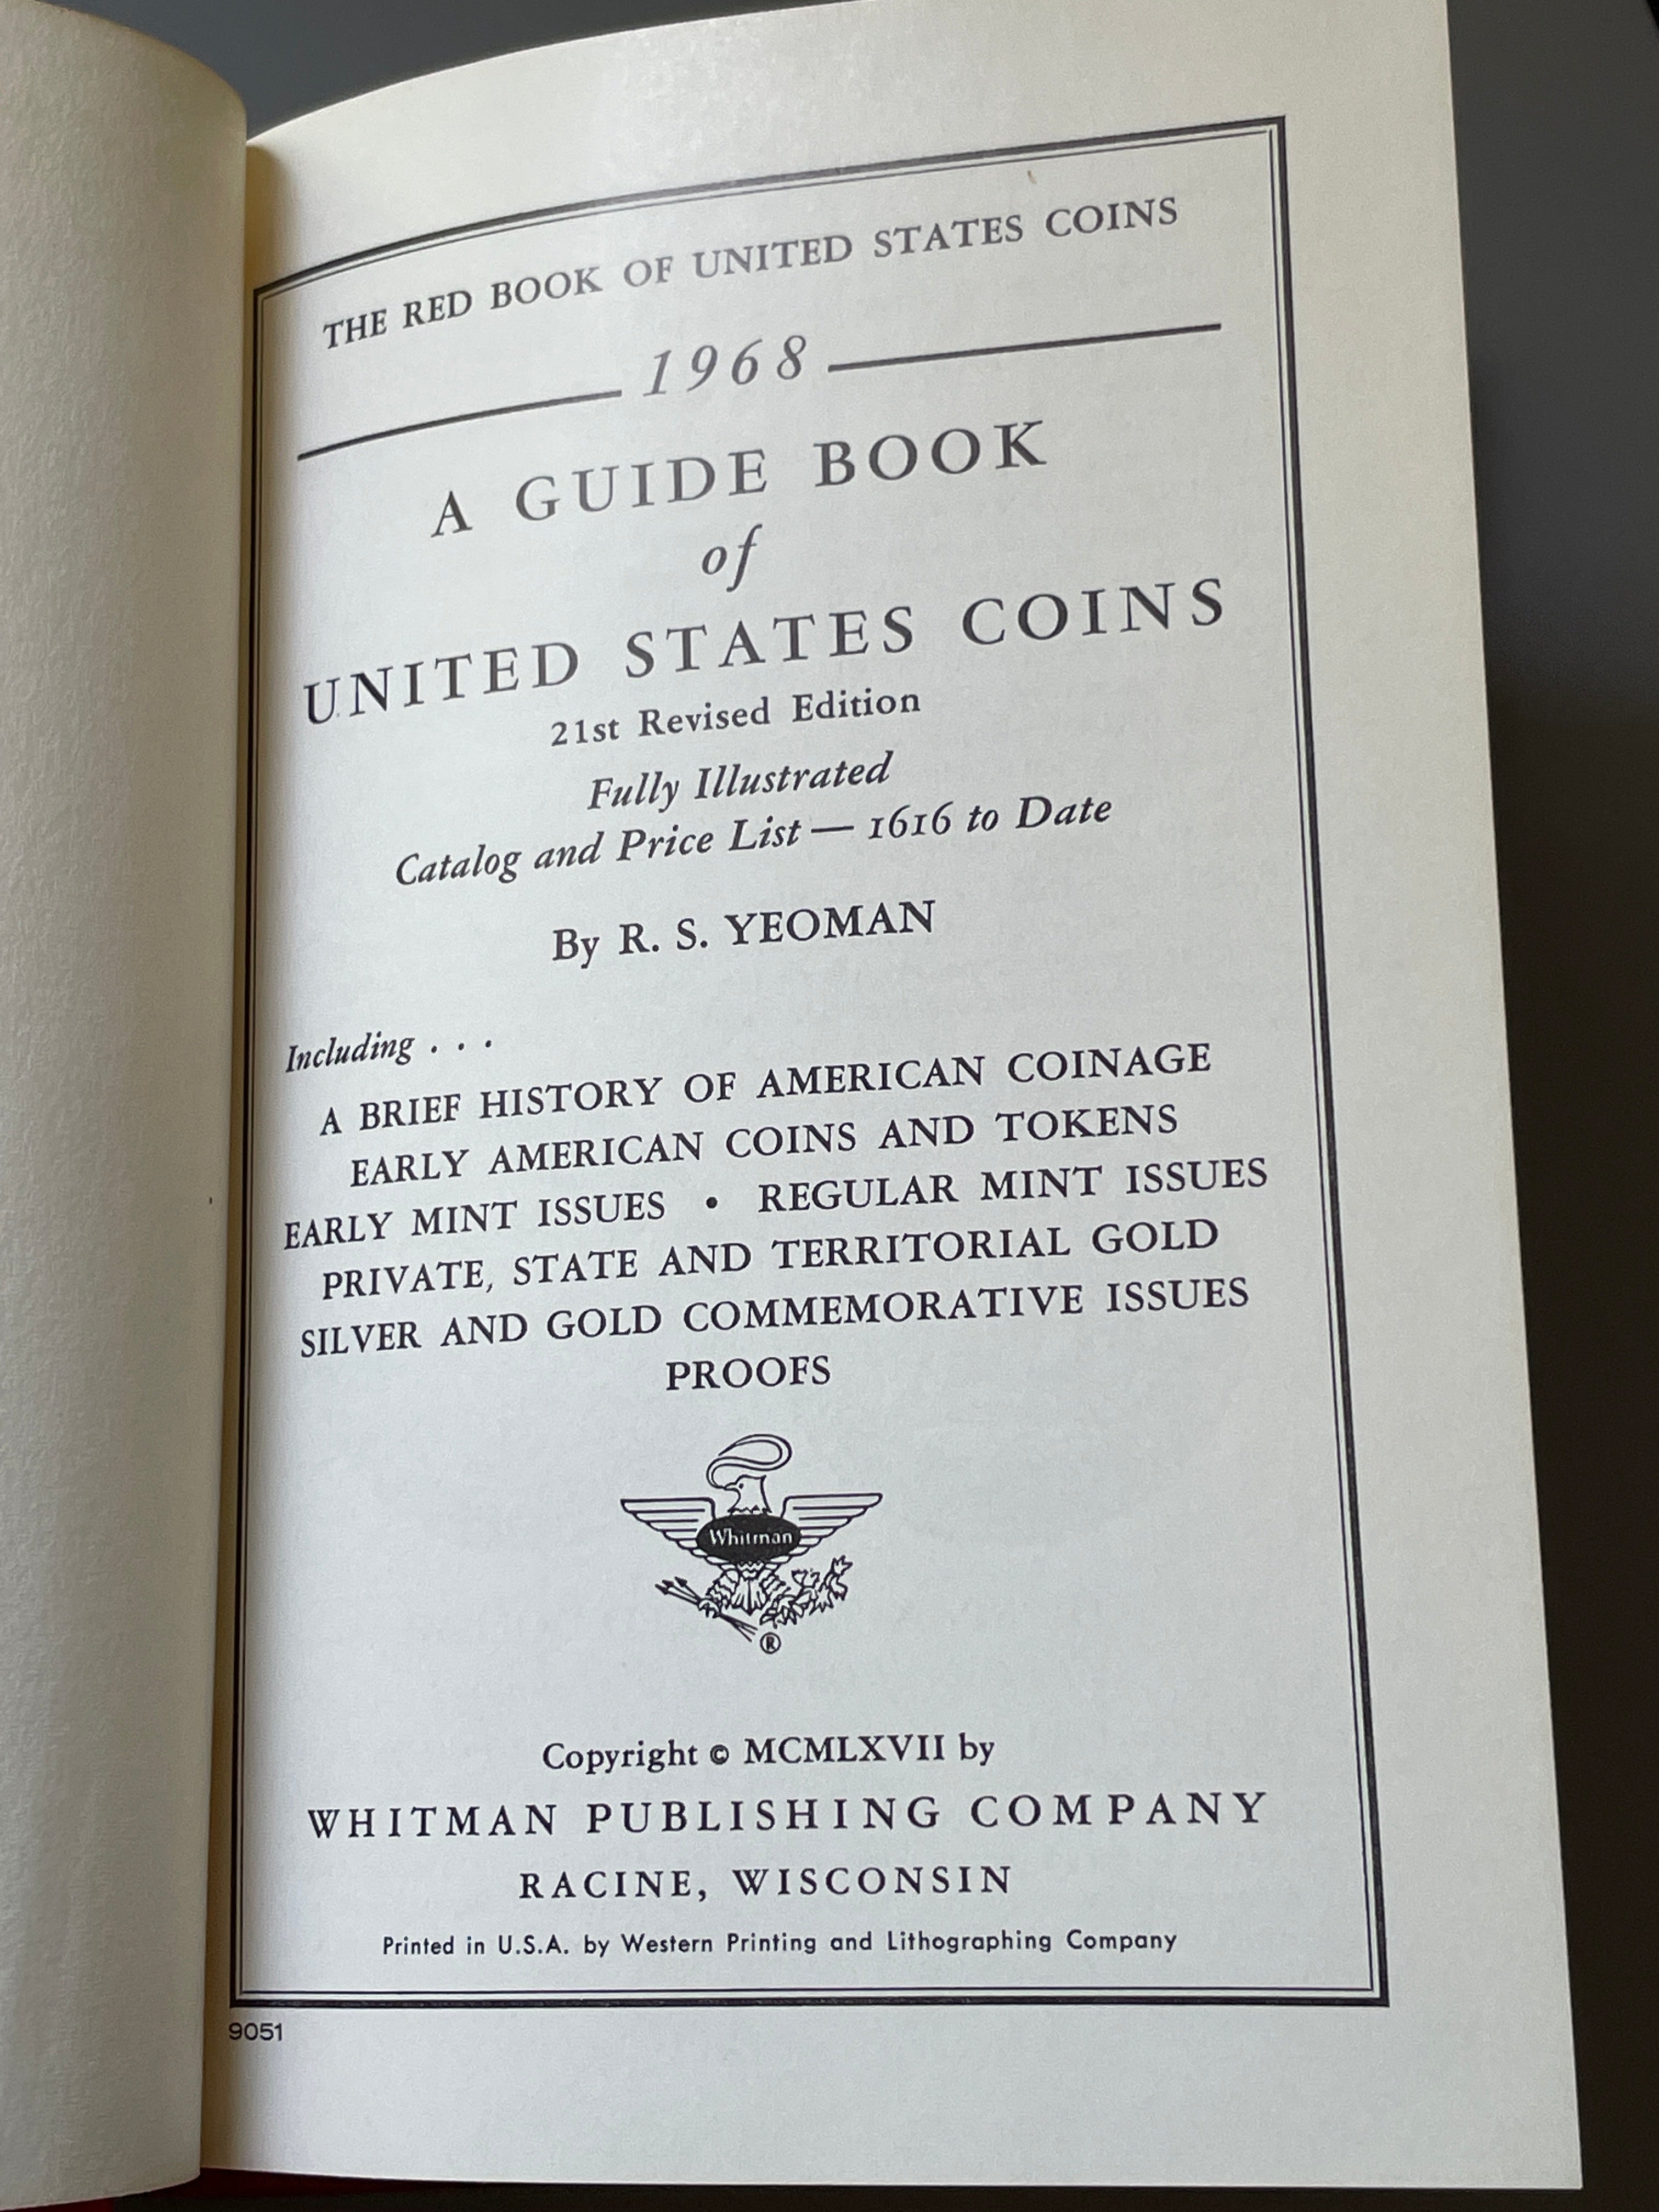 THE RED BOOK OF UNITED STATES COINS
1968
A GUIDE BOOK
of
UNITED STATES COINS
21st Revised Edition
Fully Illustrated
Catalog and Price List — 1616 to Date
By R. S. YEOMAN
Including . . .
A BRIEF HISTORY OF AMERICAN COINAGE
EARLY AMERICAN COINS AND TOKENS
EARLY MINT ISSUES • REGULAR MINT ISSUES
PRIVATE, STATE AND TERRITORIAL GOLD
SILVER AND GOLD COMMEMORATIVE ISSUES
PROOFS
Whitman
®
Copyright © MCMLXVII by
WHITMAN PUBLISHING COMPANY
RACINE, WISCONSIN
Printed in U.S.A. by Western Printing and Lithographing Company
9051